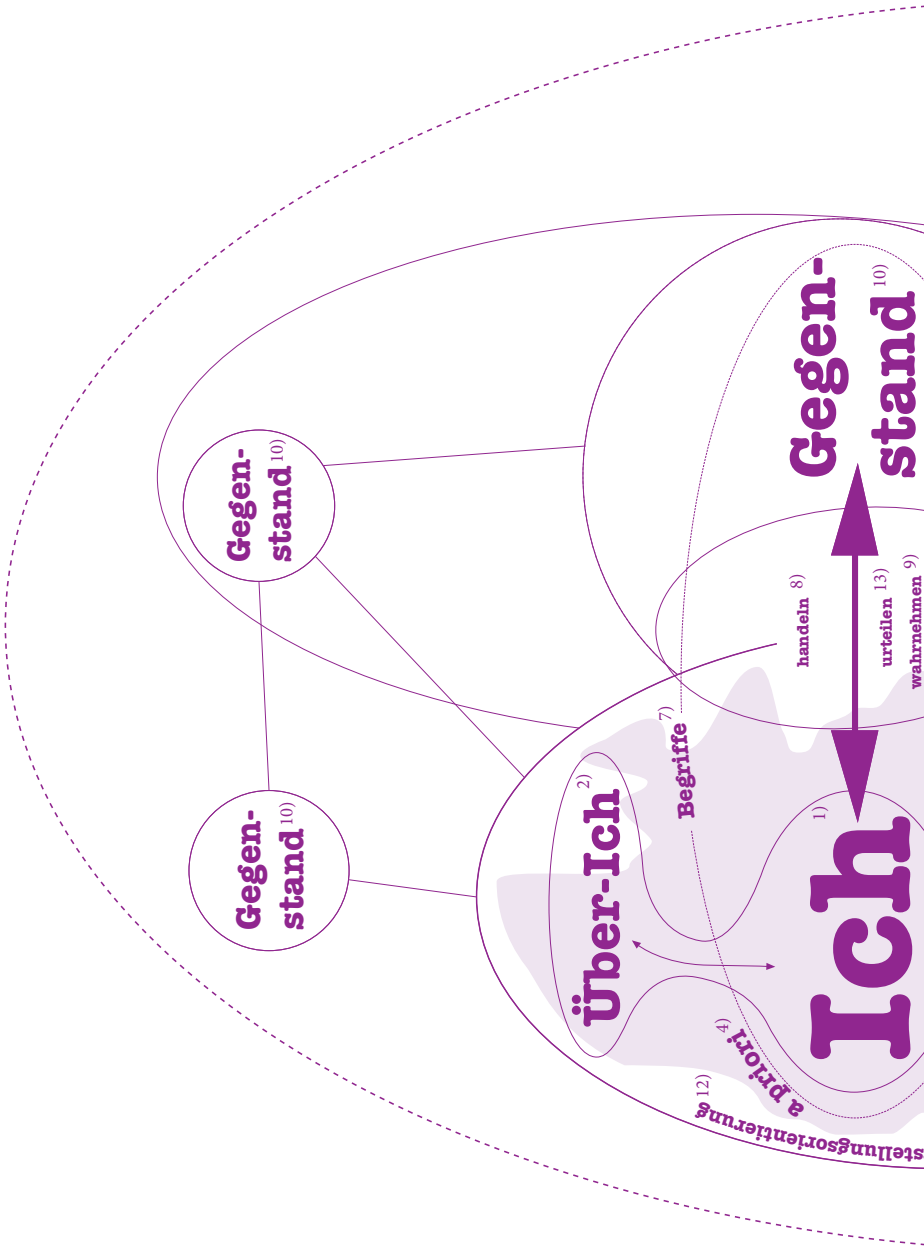 Gegen-
stand 10)
Gegen-
stand 10)
Über-Ich 2)
Begriffe 7)
a priori 4)
stellungsorientierung 12)
handeln 8)
Ich 1)
Gegen-
stand 10)
urteilen 13)
wahrnehmen 9)